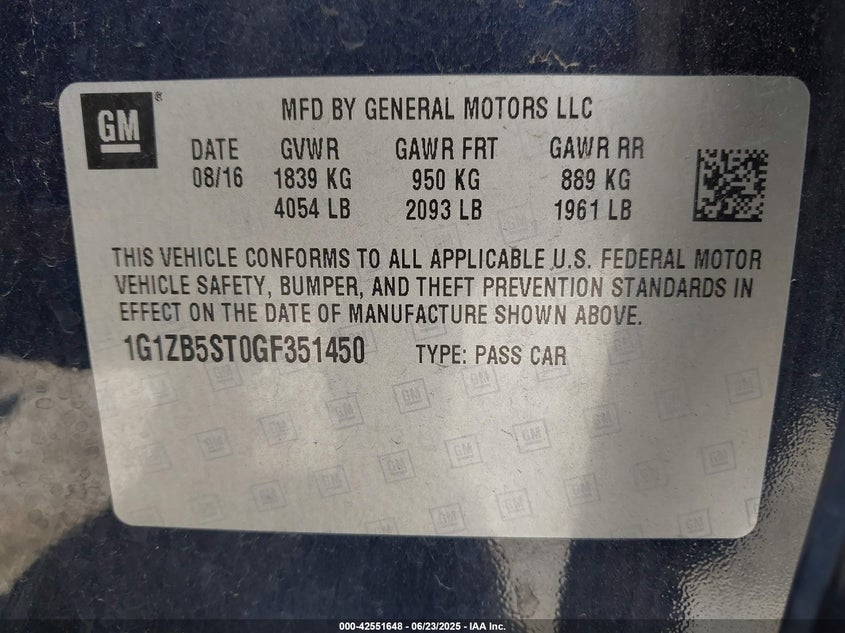 GM
MFD BY GENERAL MOTORS LLC
DATE GVWR GAWR FRT GAWR RR
08/16 1839 KG 950 KG 889 KG
4054 LB 2093 LB 1961 LB
THIS VEHICLE CONFORMS TO ALL APPLICABLE U.S. FEDERAL MOTOR
VEHICLE SAFETY, BUMPER, AND THEFT PREVENTION STANDARDS IN
EFFECT ON THE DATE OF MANUFACTURE SHOWN ABOVE.
1G1ZB5ST0GF351450 TYPE: PASS CAR
000-42551648 - 06/23/2025 - IAA Inc.